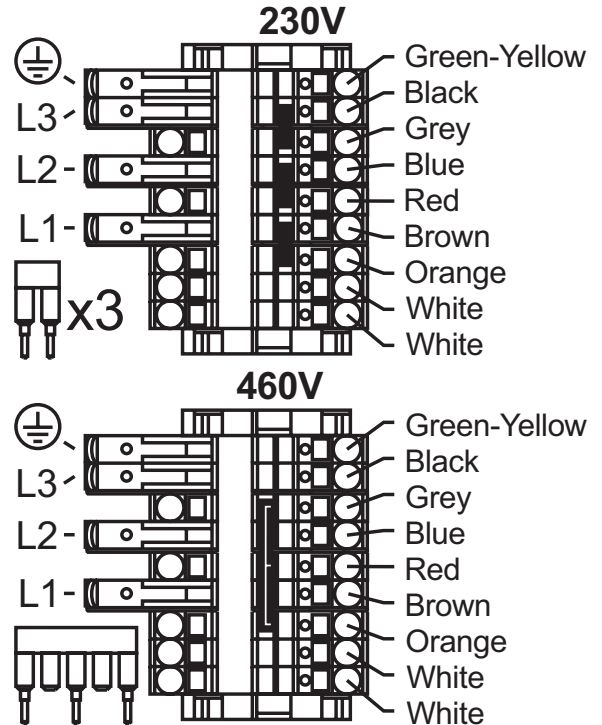 230V
Green-Yellow
L3
Black
Grey
L2-
Blue
Red
L1-
Brown
Orange
x3
White
White
460V
Green-Yellow
L3
Black
Grey
L2-
Blue
Red
L1-
Brown
Orange
White
White